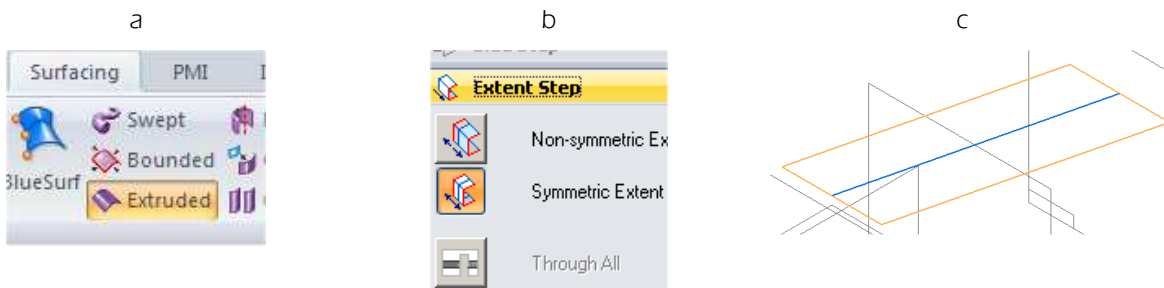 a b c
Surfacing PMI
Swept
Bounded
BlueSurf
Extruded
Extent Step
Non-symmetric Ex
Symmetric Extent
Through All